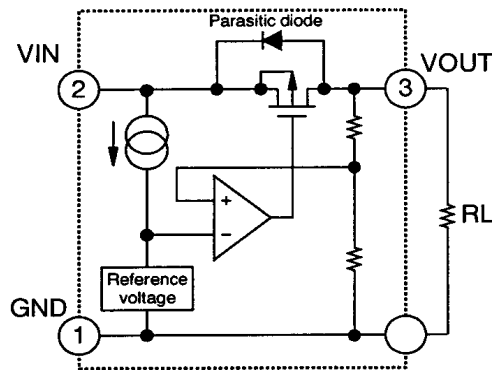 Parasitic diode
VIN
VOUT
2
3
+
−
RL
Reference
voltage
GND
1